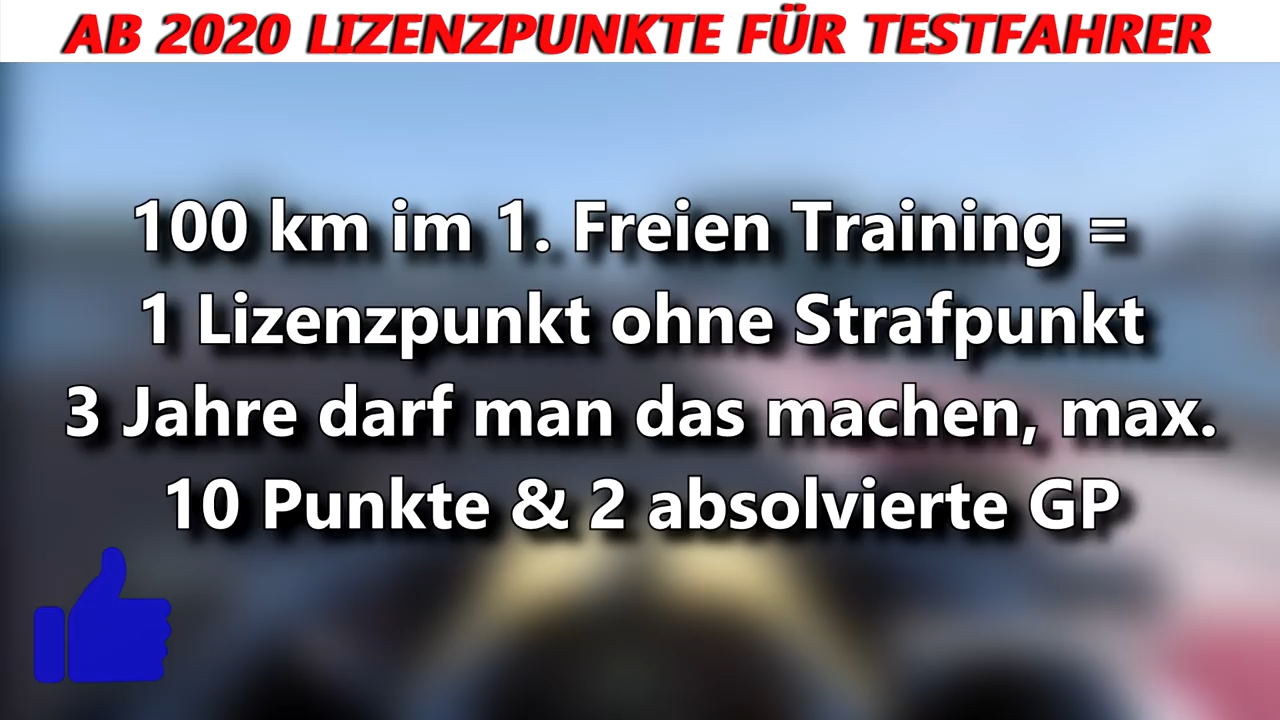 AB 2020 LIZENZPUNKTE FÜR TESTFAHRER
100 km im 1. Freien Training =
1 Lizenzpunkt ohne Strafpunkt
3 Jahre darf man das machen, max.
10 Punkte & 2 absolvierte GP